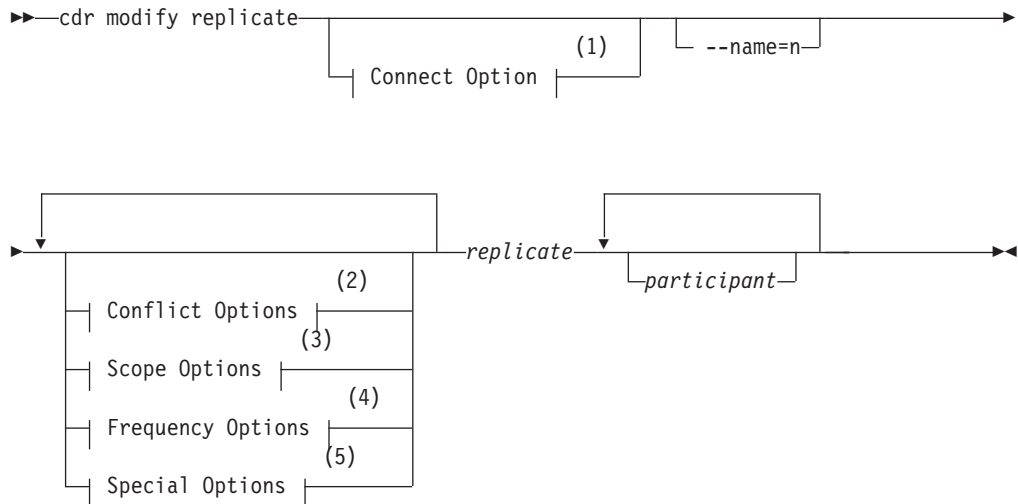 cdr modify replicate
(1)
Connect Option
--name=n
replicate
participant
(2)
Conflict Options
(3)
Scope Options
(4)
Frequency Options
(5)
Special Options